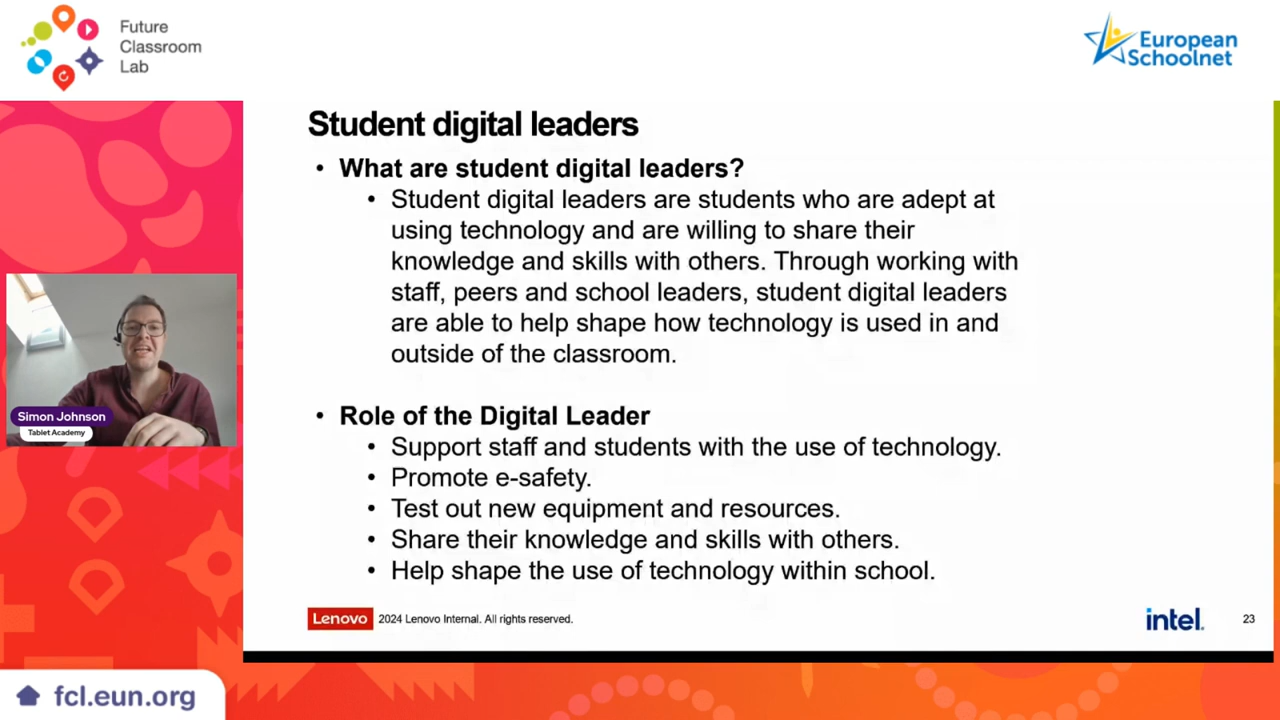 Future
Classroom
Lab
European
Schoolnet
Student digital leaders
• What are student digital leaders?
• Student digital leaders are students who are adept at
using technology and are willing to share their
knowledge and skills with others. Through working with
staff, peers and school leaders, student digital leaders
are able to help shape how technology is used in and
outside of the classroom.
• Role of the Digital Leader
• Support staff and students with the use of technology.
• Promote e-safety.
• Test out new equipment and resources.
• Share their knowledge and skills with others.
• Help shape the use of technology within school.
Simon Johnson
Tablet Academy
Lenovo 2024 Lenovo Internal. All rights reserved.
intel. 23
fcl.eun.org